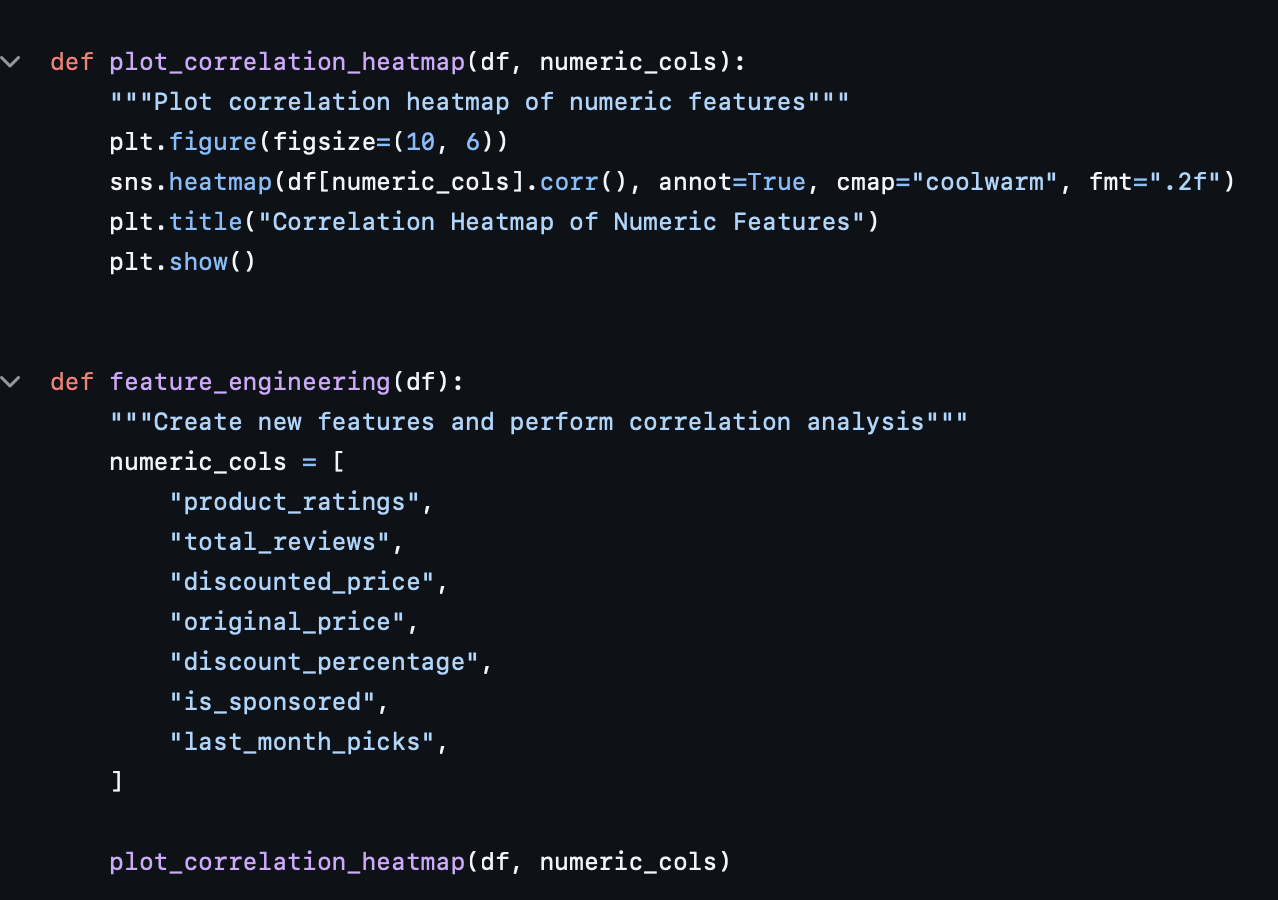 def plot_correlation_heatmap(df, numeric_cols):
    """Plot correlation heatmap of numeric features"""
    plt.figure(figsize=(10, 6))
    sns.heatmap(df[numeric_cols].corr(), annot=True, cmap="coolwarm", fmt=".2f")
    plt.title("Correlation Heatmap of Numeric Features")
    plt.show()
def feature_engineering(df):
    """Create new features and perform correlation analysis"""
    numeric_cols = [
        "product_ratings",
        "total_reviews",
        "discounted_price",
        "original_price",
        "discount_percentage",
        "is_sponsored",
        "last_month_picks",
    ]
    plot_correlation_heatmap(df, numeric_cols)